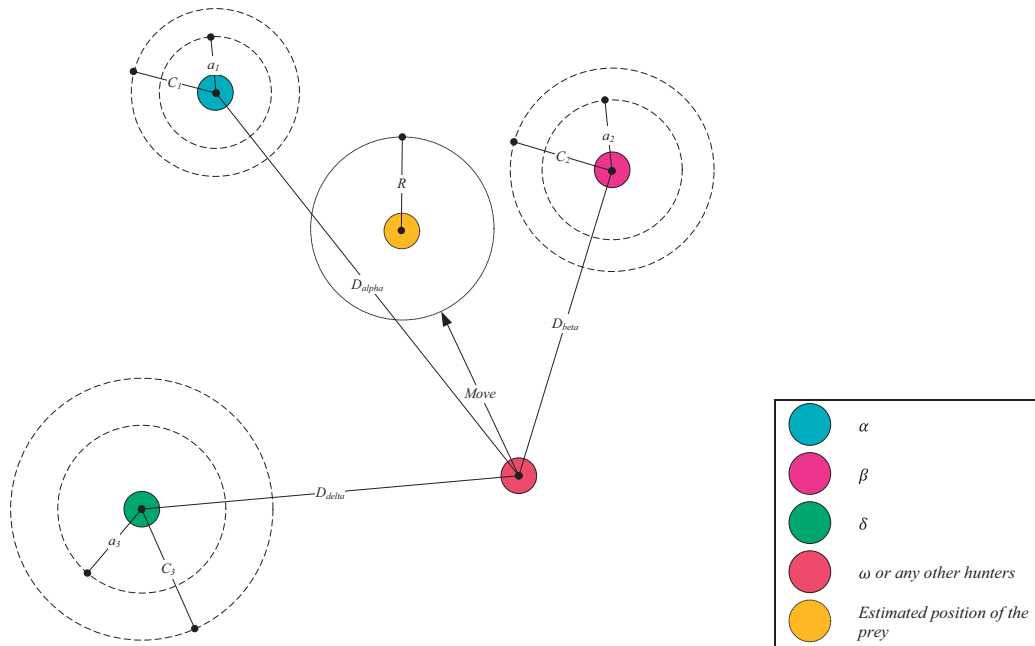 a1
C1
a2
C2
R
Dalpha
Dbeta
Move
Ddelta
a3
C3
α
β
δ
ω or any other hunters
Estimated position of the
prey